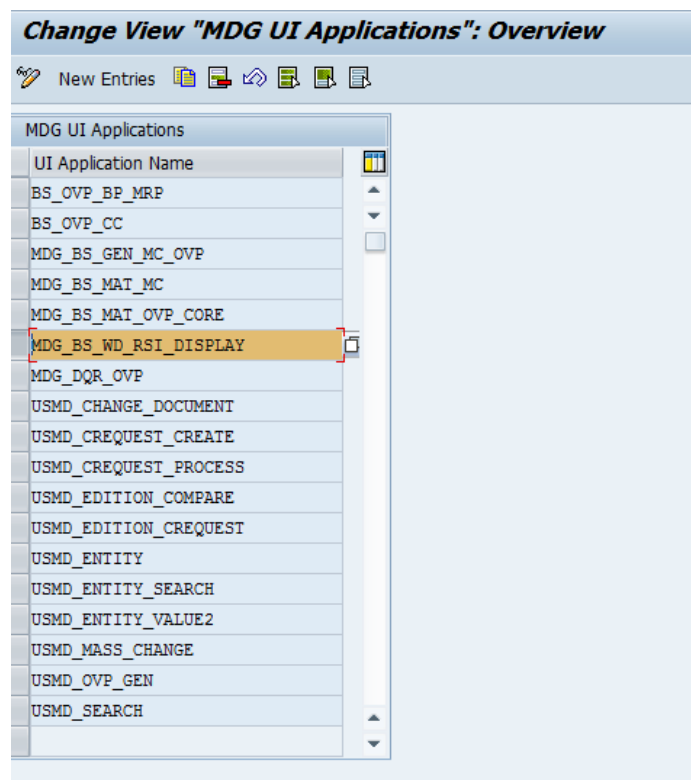 Change View "MDG UI Applications": Overview
New Entries
MDG UI Applications
UI Application Name
BS_OVP_BP_MRP
BS_OVP_CC
MDG_BS_GEN_MC_OVP
MDG_BS_MAT_MC
MDG_BS_MAT_OVP_CORE
MDG_BS_WD_RSI_DISPLAY
MDG_DQR_OVP
USMD_CHANGE_DOCUMENT
USMD_CREQUEST_CREATE
USMD_CREQUEST_PROCESS
USMD_EDITION_COMPARE
USMD_EDITION_CREQUEST
USMD_ENTITY
USMD_ENTITY_SEARCH
USMD_ENTITY_VALUE2
USMD_MASS_CHANGE
USMD_OVP_GEN
USMD_SEARCH